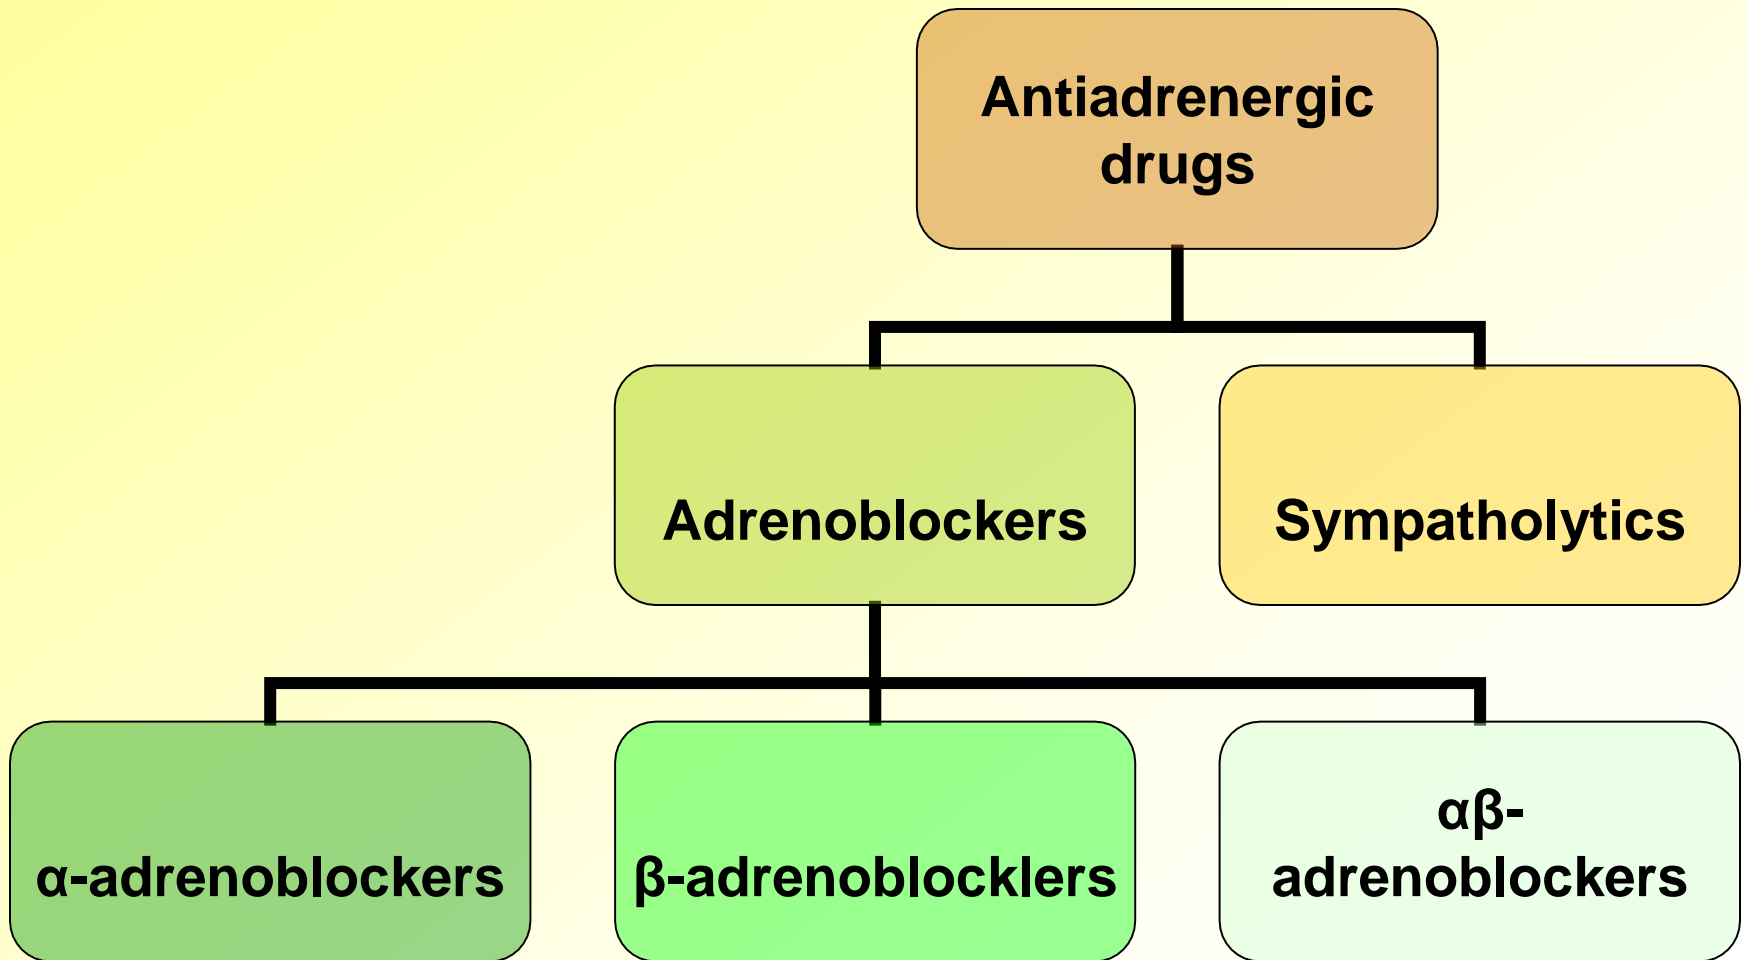 Antiadrenergic
drugs
Adrenoblockers
Sympatholytics
α-adrenoblockers
β-adrenoblocklers
αβ-
adrenoblockers